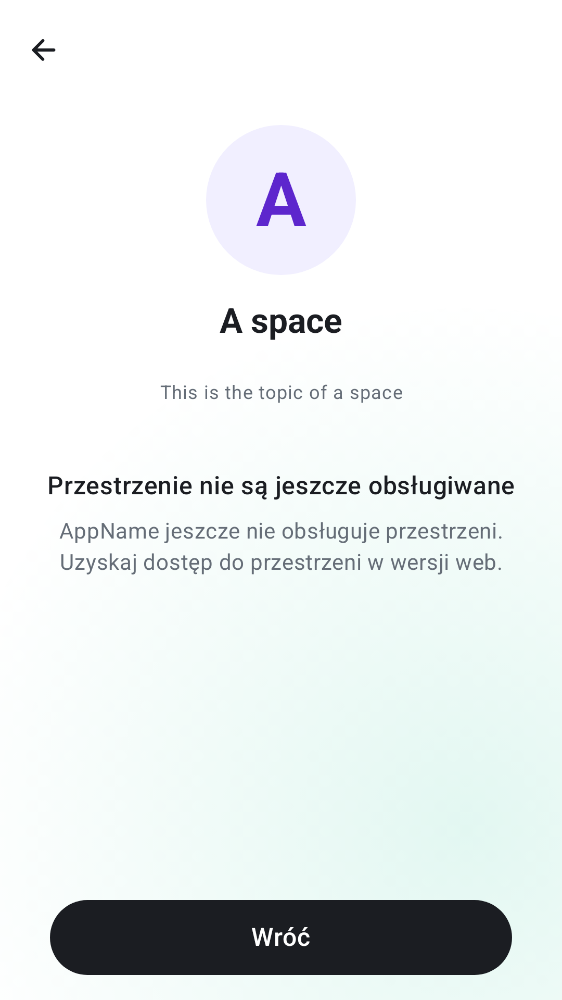 A
A space
This is the topic of a space
Przestrzenie nie są jeszcze obsługiwane
AppName jeszcze nie obsługuje przestrzeni.
Uzyskaj dostęp do przestrzeni w wersji web.
Wróć